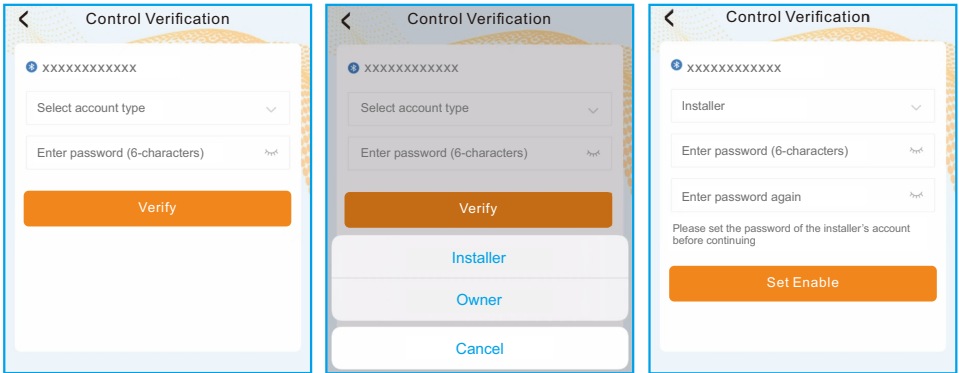 Control Verification
xxxxxxxxxxxx
Select account type
Enter password (6-characters)
Verify
Control Verification
xxxxxxxxxxxx
Select account type
Enter password (6-characters)
Verify
Installer
Owner
Cancel
Control Verification
xxxxxxxxxxxx
Installer
Enter password (6-characters)
Enter password again
Please set the password of the installer's account
before continuing
Set Enable